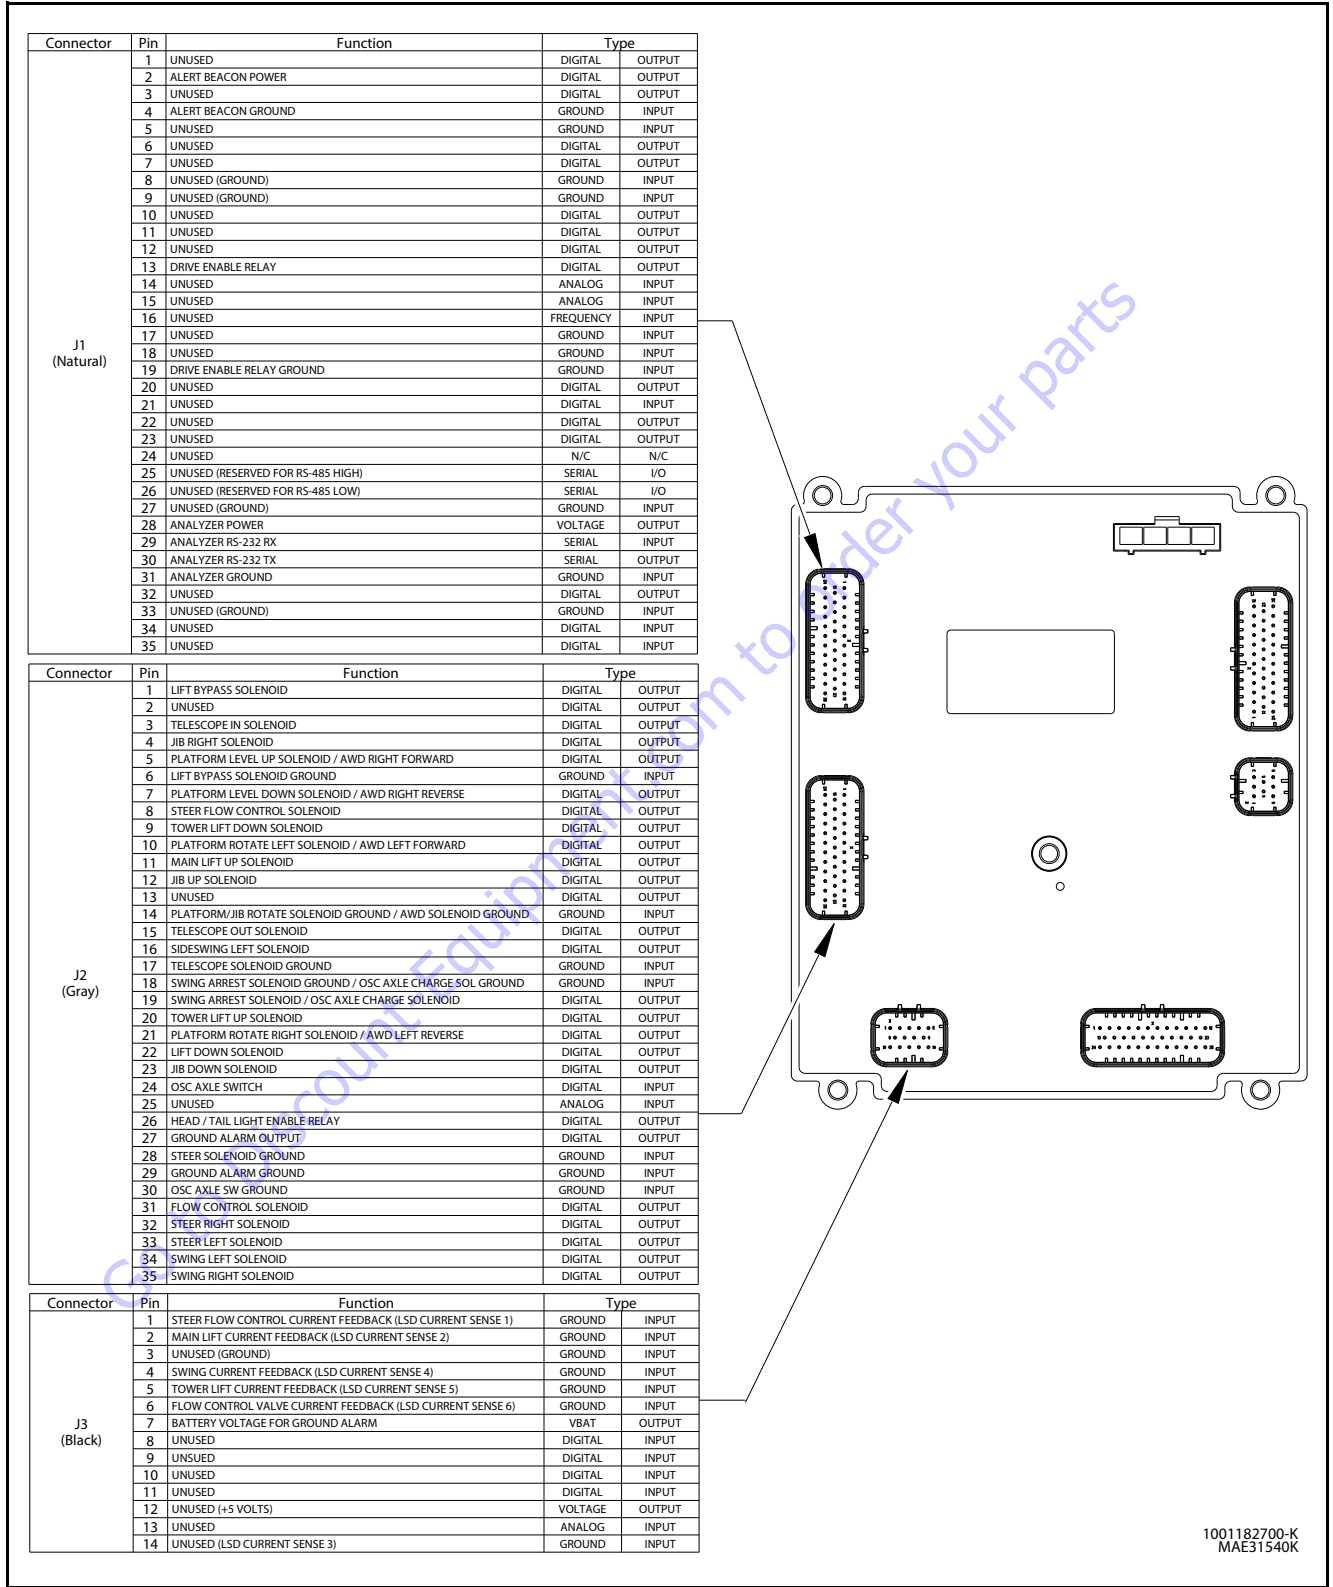 Connector Pin Function Type
J1
(Natural)
1 UNUSED DIGITAL OUTPUT
2 ALERT BEACON POWER DIGITAL OUTPUT
3 UNUSED DIGITAL OUTPUT
4 ALERT BEACON GROUND GROUND INPUT
5 UNUSED GROUND INPUT
6 UNUSED DIGITAL OUTPUT
7 UNUSED DIGITAL OUTPUT
8 UNUSED (GROUND) GROUND INPUT
9 UNUSED (GROUND) GROUND INPUT
10 UNUSED DIGITAL OUTPUT
11 UNUSED DIGITAL OUTPUT
12 UNUSED DIGITAL OUTPUT
13 DRIVE ENABLE RELAY DIGITAL OUTPUT
14 UNUSED ANALOG INPUT
15 UNUSED ANALOG INPUT
16 UNUSED FREQUENCY INPUT
17 UNUSED GROUND INPUT
18 UNUSED GROUND INPUT
19 DRIVE ENABLE RELAY GROUND GROUND INPUT
20 UNUSED DIGITAL OUTPUT
21 UNUSED DIGITAL INPUT
22 UNUSED DIGITAL OUTPUT
23 UNUSED DIGITAL OUTPUT
24 UNUSED N/C N/C
25 UNUSED (RESERVED FOR RS-485 HIGH) SERIAL I/O
26 UNUSED (RESERVED FOR RS-485 LOW) SERIAL I/O
27 UNUSED (GROUND) GROUND INPUT
28 ANALYZER POWER VOLTAGE OUTPUT
29 ANALYZER RS-232 RX SERIAL INPUT
30 ANALYZER RS-232 TX SERIAL OUTPUT
31 ANALYZER GROUND GROUND INPUT
32 UNUSED DIGITAL OUTPUT
33 UNUSED (GROUND) GROUND INPUT
34 UNUSED DIGITAL INPUT
35 UNUSED DIGITAL INPUT
Connector Pin Function Type
J2
(Gray)
1 LIFT BYPASS SOLENOID DIGITAL OUTPUT
2 UNUSED DIGITAL OUTPUT
3 TELESCOPE IN SOLENOID DIGITAL OUTPUT
4 JIB RIGHT SOLENOID DIGITAL OUTPUT
5 PLATFORM LEVEL UP SOLENOID / AWD RIGHT FORWARD DIGITAL OUTPUT
6 LIFT BYPASS SOLENOID GROUND GROUND INPUT
7 PLATFORM LEVEL DOWN SOLENOID / AWD RIGHT REVERSE DIGITAL OUTPUT
8 STEER FLOW CONTROL SOLENOID DIGITAL OUTPUT
9 TOWER LIFT DOWN SOLENOID DIGITAL OUTPUT
10 PLATFORM ROTATE LEFT SOLENOID / AWD LEFT FORWARD DIGITAL OUTPUT
11 MAIN LIFT UP SOLENOID DIGITAL OUTPUT
12 JIB UP SOLENOID DIGITAL OUTPUT
13 UNUSED DIGITAL OUTPUT
14 PLATFORM/JIB ROTATE SOLENOID GROUND / AWD SOLENOID GROUND GROUND INPUT
15 TELESCOPE OUT SOLENOID DIGITAL OUTPUT
16 SIDESWING LEFT SOLENOID DIGITAL OUTPUT
17 TELESCOPE SOLENOID GROUND GROUND INPUT
18 SWING ARREST SOLENOID GROUND / OSC AXLE CHARGE SOL GROUND GROUND INPUT
19 SWING ARREST SOLENOID / OSC AXLE CHARGE SOLENOID DIGITAL OUTPUT
20 TOWER LIFT UP SOLENOID DIGITAL OUTPUT
21 PLATFORM ROTATE RIGHT SOLENOID / AWD LEFT REVERSE DIGITAL OUTPUT
22 LIFT DOWN SOLENOID DIGITAL OUTPUT
23 JIB DOWN SOLENOID DIGITAL OUTPUT
24 OSC AXLE SWITCH DIGITAL INPUT
25 UNUSED ANALOG INPUT
26 HEAD / TAIL LIGHT ENABLE RELAY DIGITAL OUTPUT
27 GROUND ALARM OUTPUT DIGITAL OUTPUT
28 STEER SOLENOID GROUND GROUND INPUT
29 GROUND ALARM GROUND GROUND INPUT
30 OSC AXLE SW GROUND GROUND INPUT
31 FLOW CONTROL SOLENOID DIGITAL OUTPUT
32 STEER RIGHT SOLENOID DIGITAL OUTPUT
33 STEER LEFT SOLENOID DIGITAL OUTPUT
34 SWING LEFT SOLENOID DIGITAL OUTPUT
35 SWING RIGHT SOLENOID DIGITAL OUTPUT
Connector Pin Function Type
J3
(Black)
1 STEER FLOW CONTROL CURRENT FEEDBACK (LSD CURRENT SENSE 1) GROUND INPUT
2 MAIN LIFT CURRENT FEEDBACK (LSD CURRENT SENSE 2) GROUND INPUT
3 UNUSED (GROUND) GROUND INPUT
4 SWING CURRENT FEEDBACK (LSD CURRENT SENSE 4) GROUND INPUT
5 TOWER LIFT CURRENT FEEDBACK (LSD CURRENT SENSE 5) GROUND INPUT
6 FLOW CONTROL VALVE CURRENT FEEDBACK (LSD CURRENT SENSE 6) GROUND INPUT
7 BATTERY VOLTAGE FOR GROUND ALARM VBAT OUTPUT
8 UNUSED DIGITAL INPUT
9 UNSUED DIGITAL INPUT
10 UNUSED DIGITAL INPUT
11 UNUSED DIGITAL INPUT
12 UNUSED (+5 VOLTS) VOLTAGE OUTPUT
13 UNUSED ANALOG INPUT
14 UNUSED (LSD CURRENT SENSE 3) GROUND INPUT
Go to Discount-Equipment.com to order your parts
1001182700-K
MAE31540K